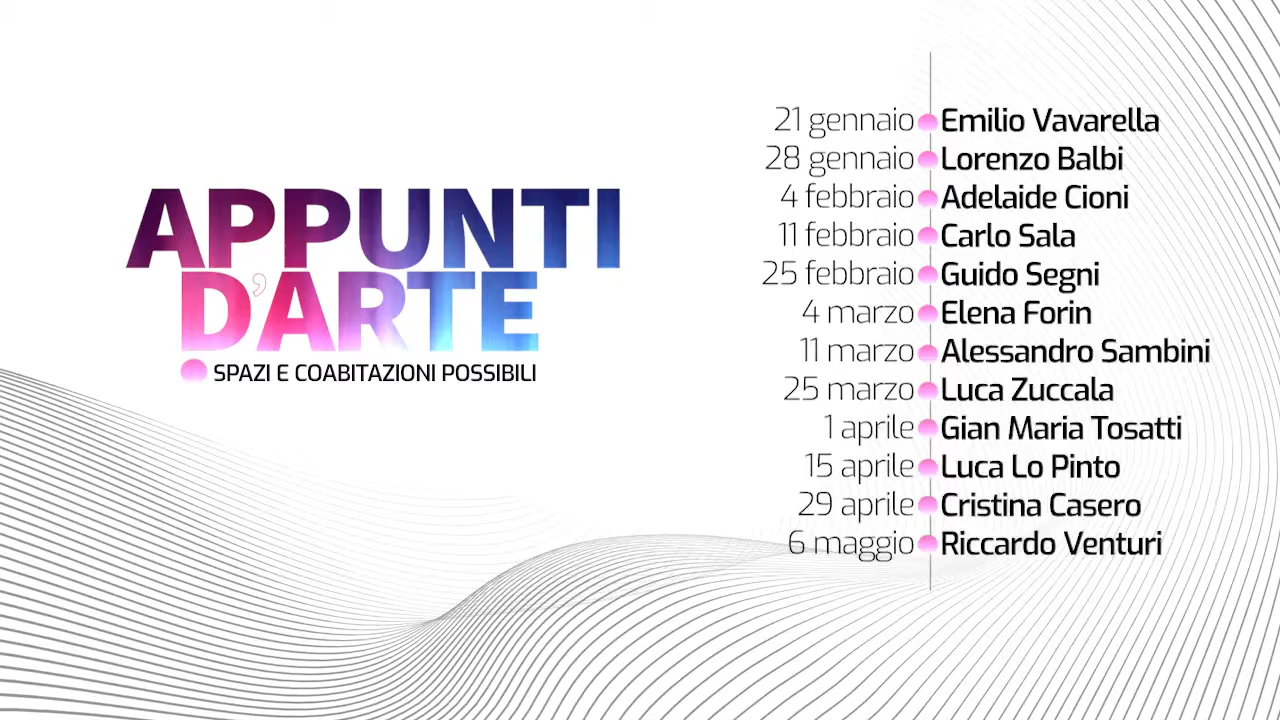 APPUNTI
D'ARTE
SPAZI E COABITAZIONI POSSIBILI
21 gennaio Emilio Vavarella
28 gennaio Lorenzo Balbi
4 febbraio Adelaide Cioni
11 febbraio Carlo Sala
25 febbraio Guido Segni
4 marzo Elena Forin
11 marzo Alessandro Sambini
25 marzo Luca Zuccala
1 aprile Gian Maria Tosatti
15 aprile Luca Lo Pinto
29 aprile Cristina Casero
6 maggio Riccardo Venturi